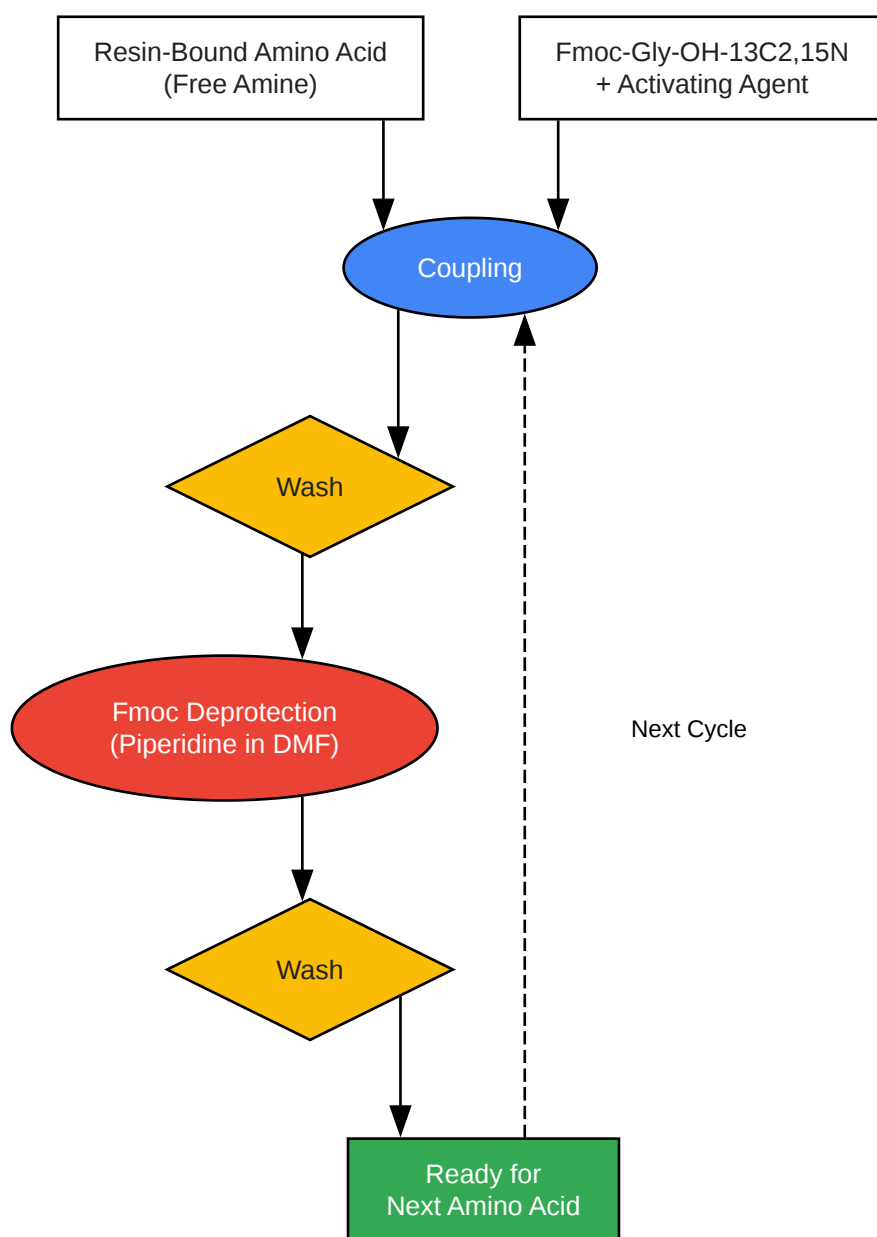 Resin-Bound Amino Acid
(Free Amine)
Fmoc-Gly-OH-13C2,15N
+ Activating Agent
Coupling
Wash
Fmoc Deprotection
(Piperidine in DMF)
Next Cycle
Wash
Ready for
Next Amino Acid